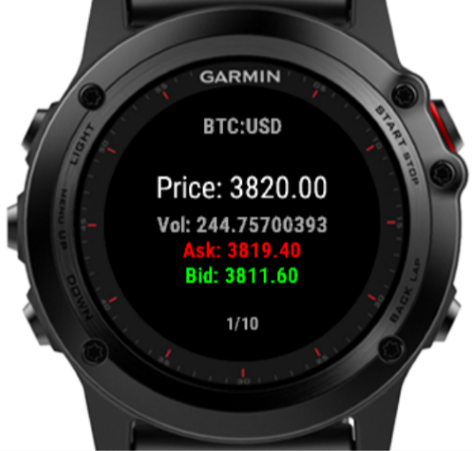 GARMIN
BTC:USD
LIGHT
START STOP
Price: 3820.00
Vol: 244.75700393
MENU UP
Ask: 3819.40
Bid: 3811.60
DOWN
BACK LAP
1/10